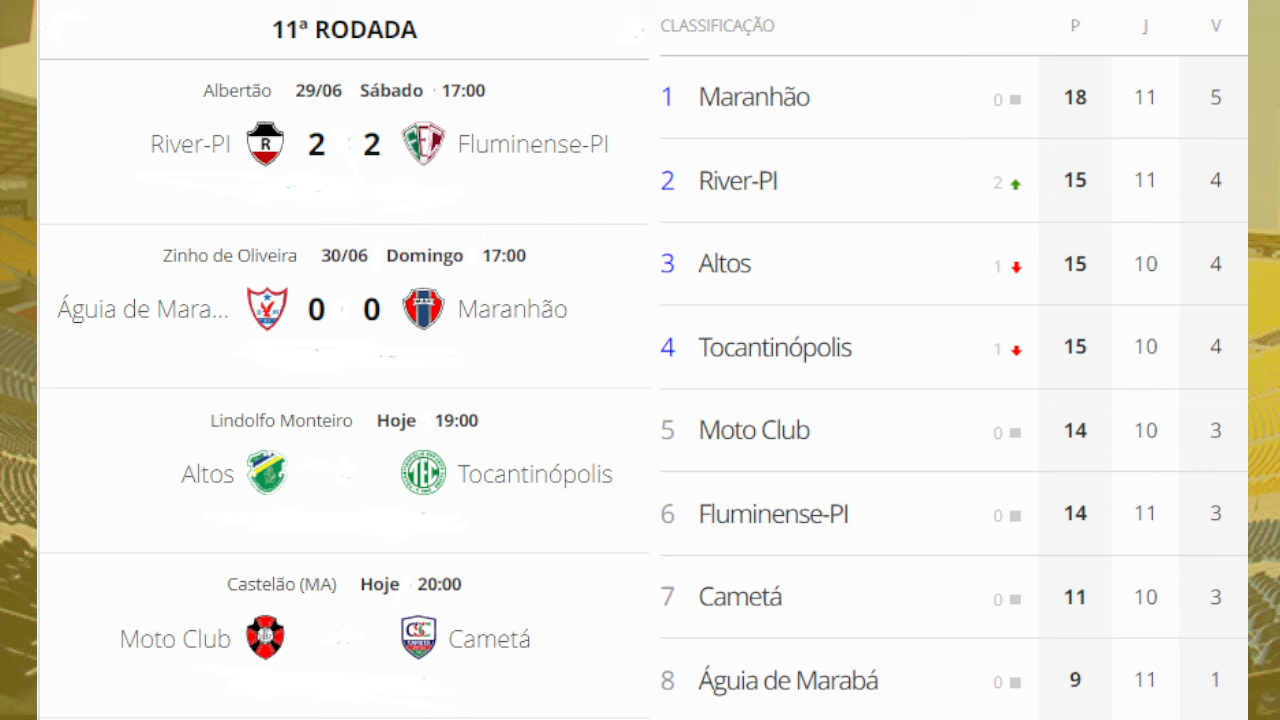 11ª RODADA
Albertão 29/06 Sábado 17:00
River-PI 2 2 Fluminense-PI
Zinho de Oliveira 30/06 Domingo 17:00
Águia de Mara... 0 0 Maranhão
Lindolfo Monteiro Hoje 19:00
Altos Tocantinópolis
Castelão (MA) Hoje 20:00
Moto Club Cametá
CLASSIFICAÇÃO P J V
1 Maranhão 0 18 11 5
2 River-PI 2 15 11 4
3 Altos 1 15 10 4
4 Tocantinópolis 1 15 10 4
5 Moto Club 0 14 10 3
6 Fluminense-PI 0 14 11 3
7 Cametá 0 11 10 3
8 Águia de Marabá 0 9 11 1